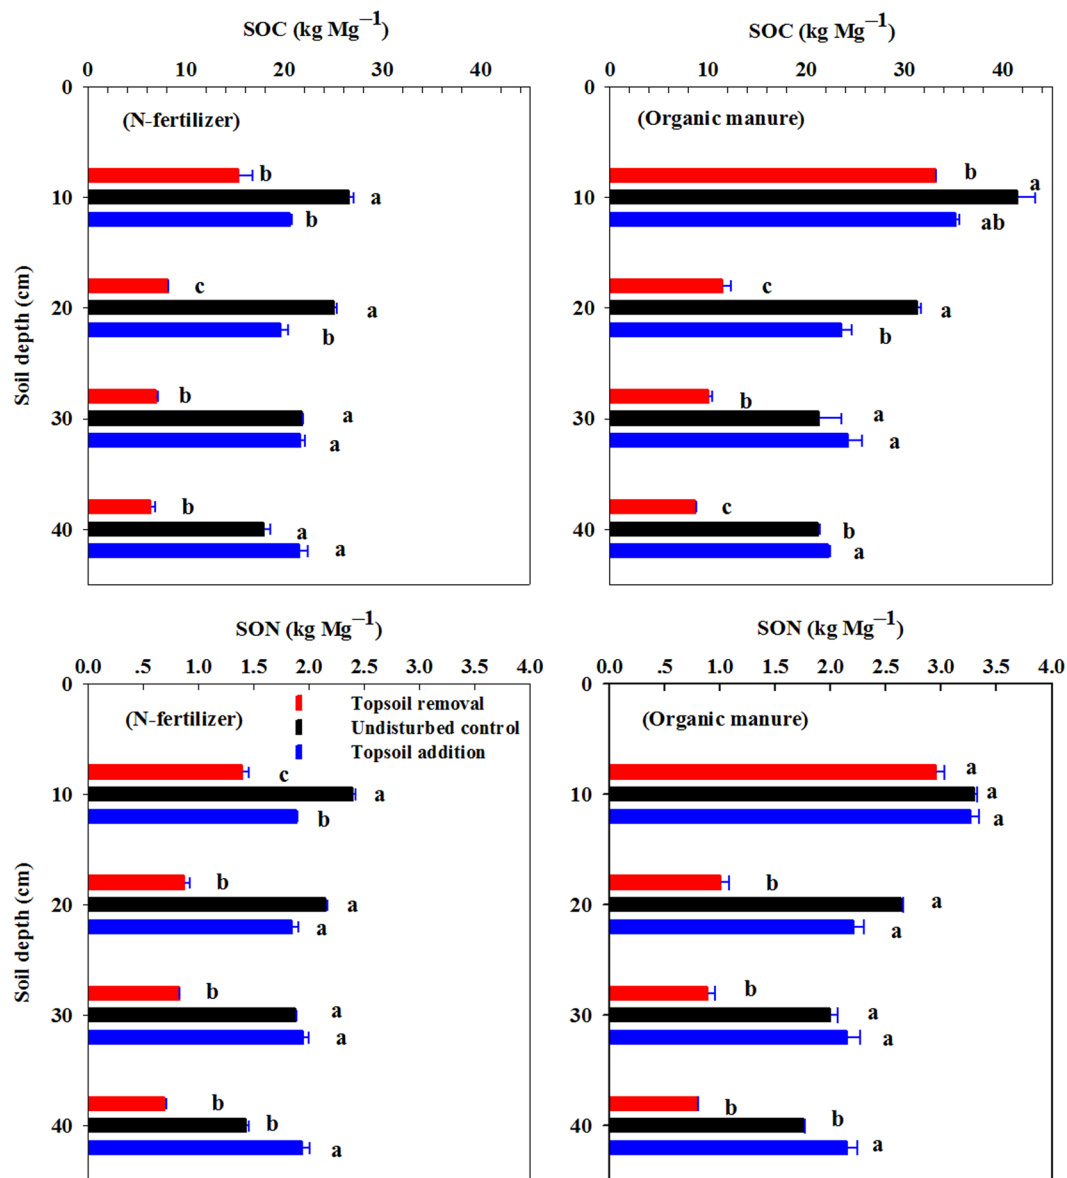 SOC (kg Mg⁻¹)
0 10 20 30 40
0
(N-fertilizer)
b
10
a
b
20
c
a
b
30
b
a
a
40
b
a
a
Soil depth (cm)
SOC (kg Mg⁻¹)
0 10 20 30 40
0
(Organic manure)
b
10
a
ab
20
c
a
b
30
b
a
a
40
c
b
a
SON (kg Mg⁻¹)
0.0 .5 1.0 1.5 2.0 2.5 3.0 3.5 4.0
0
(N-fertilizer)
Topsoil removal
Undisturbed control
Topsoil addition
c
10
a
b
20
b
a
a
30
b
a
a
40
b
b
a
Soil depth (cm)
SON (kg Mg⁻¹)
0.0 .5 1.0 1.5 2.0 2.5 3.0 3.5 4.0
0
(Organic manure)
a
10
a
a
20
b
a
a
30
b
a
a
40
b
b
a